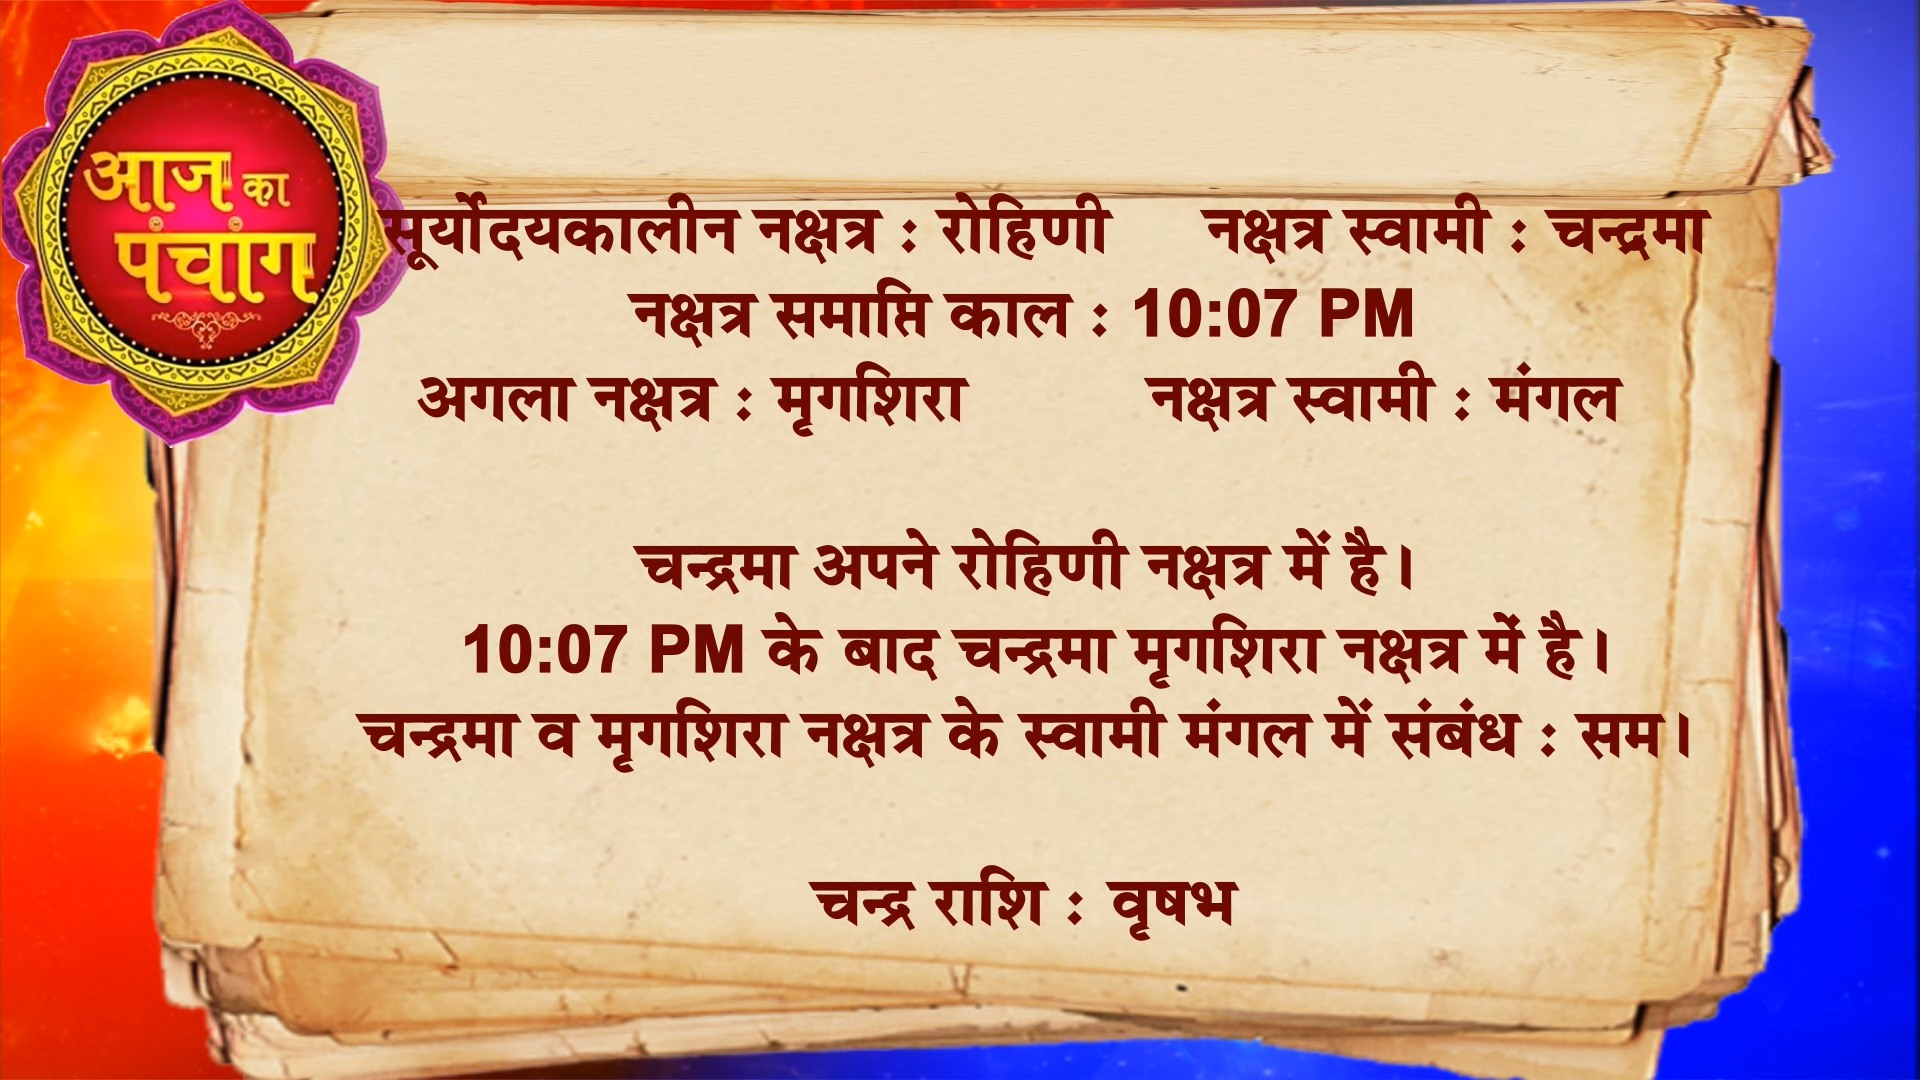 आज का
पंचांग
सूर्योदयकालीन नक्षत्र : रोहिणी नक्षत्र स्वामी : चन्द्रमा
नक्षत्र समाप्ति काल : 10:07 PM
अगला नक्षत्र : मृगशिरा नक्षत्र स्वामी : मंगल
चन्द्रमा अपने रोहिणी नक्षत्र में है।
10:07 PM के बाद चन्द्रमा मृगशिरा नक्षत्र में है।
चन्द्रमा व मृगशिरा नक्षत्र के स्वामी मंगल में संबंध : सम।
चन्द्र राशि : वृषभ